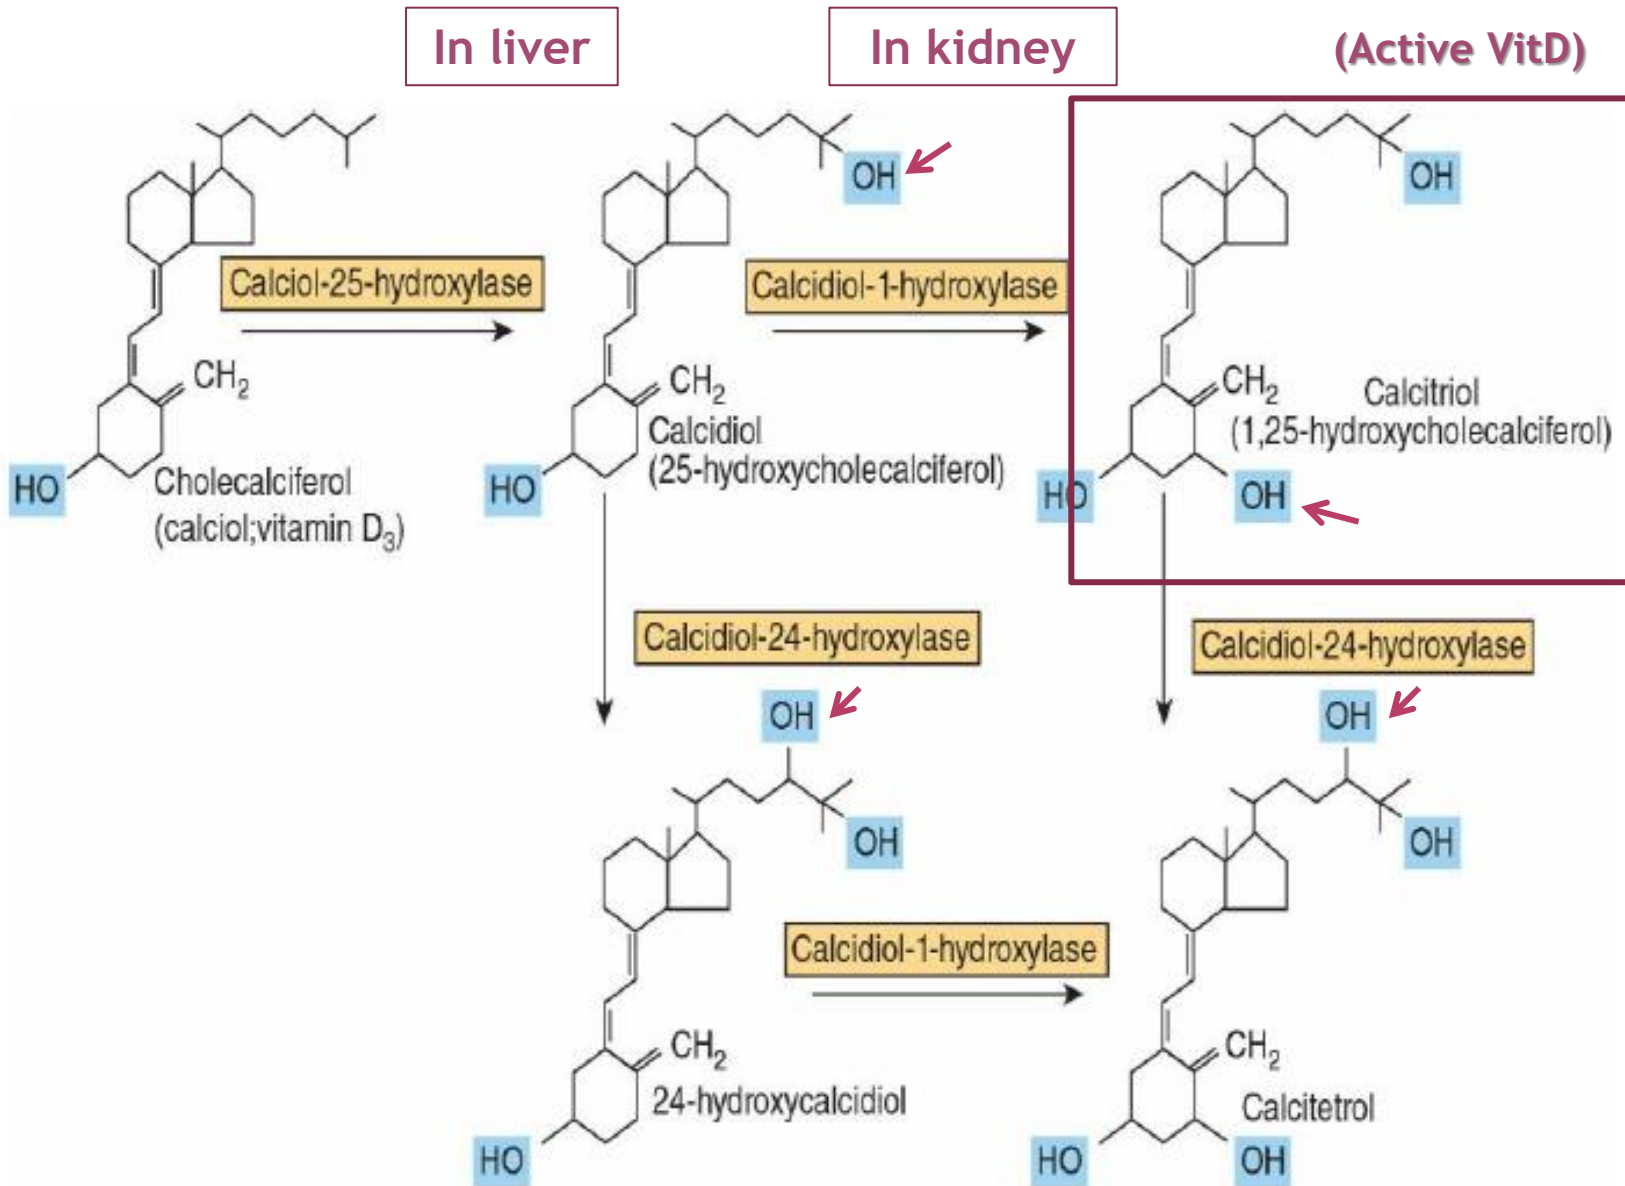 In liver
In kidney
(Active VitD)
OH
OH
Calciol-25-hydroxylase
Calcidiol-1-hydroxylase
CH2
CH2
CH2
Cholecalciferol
(calciol;vitamin D3)
Calcidiol
(25-hydroxycholecalciferol)
Calcitriol
(1,25-hydroxycholecalciferol)
HO
HO
HO
OH
Calcidiol-24-hydroxylase
Calcidiol-24-hydroxylase
OH
OH
OH
OH
Calcidiol-1-hydroxylase
CH2
CH2
24-hydroxycalcidiol
Calcitetrol
HO
HO
OH